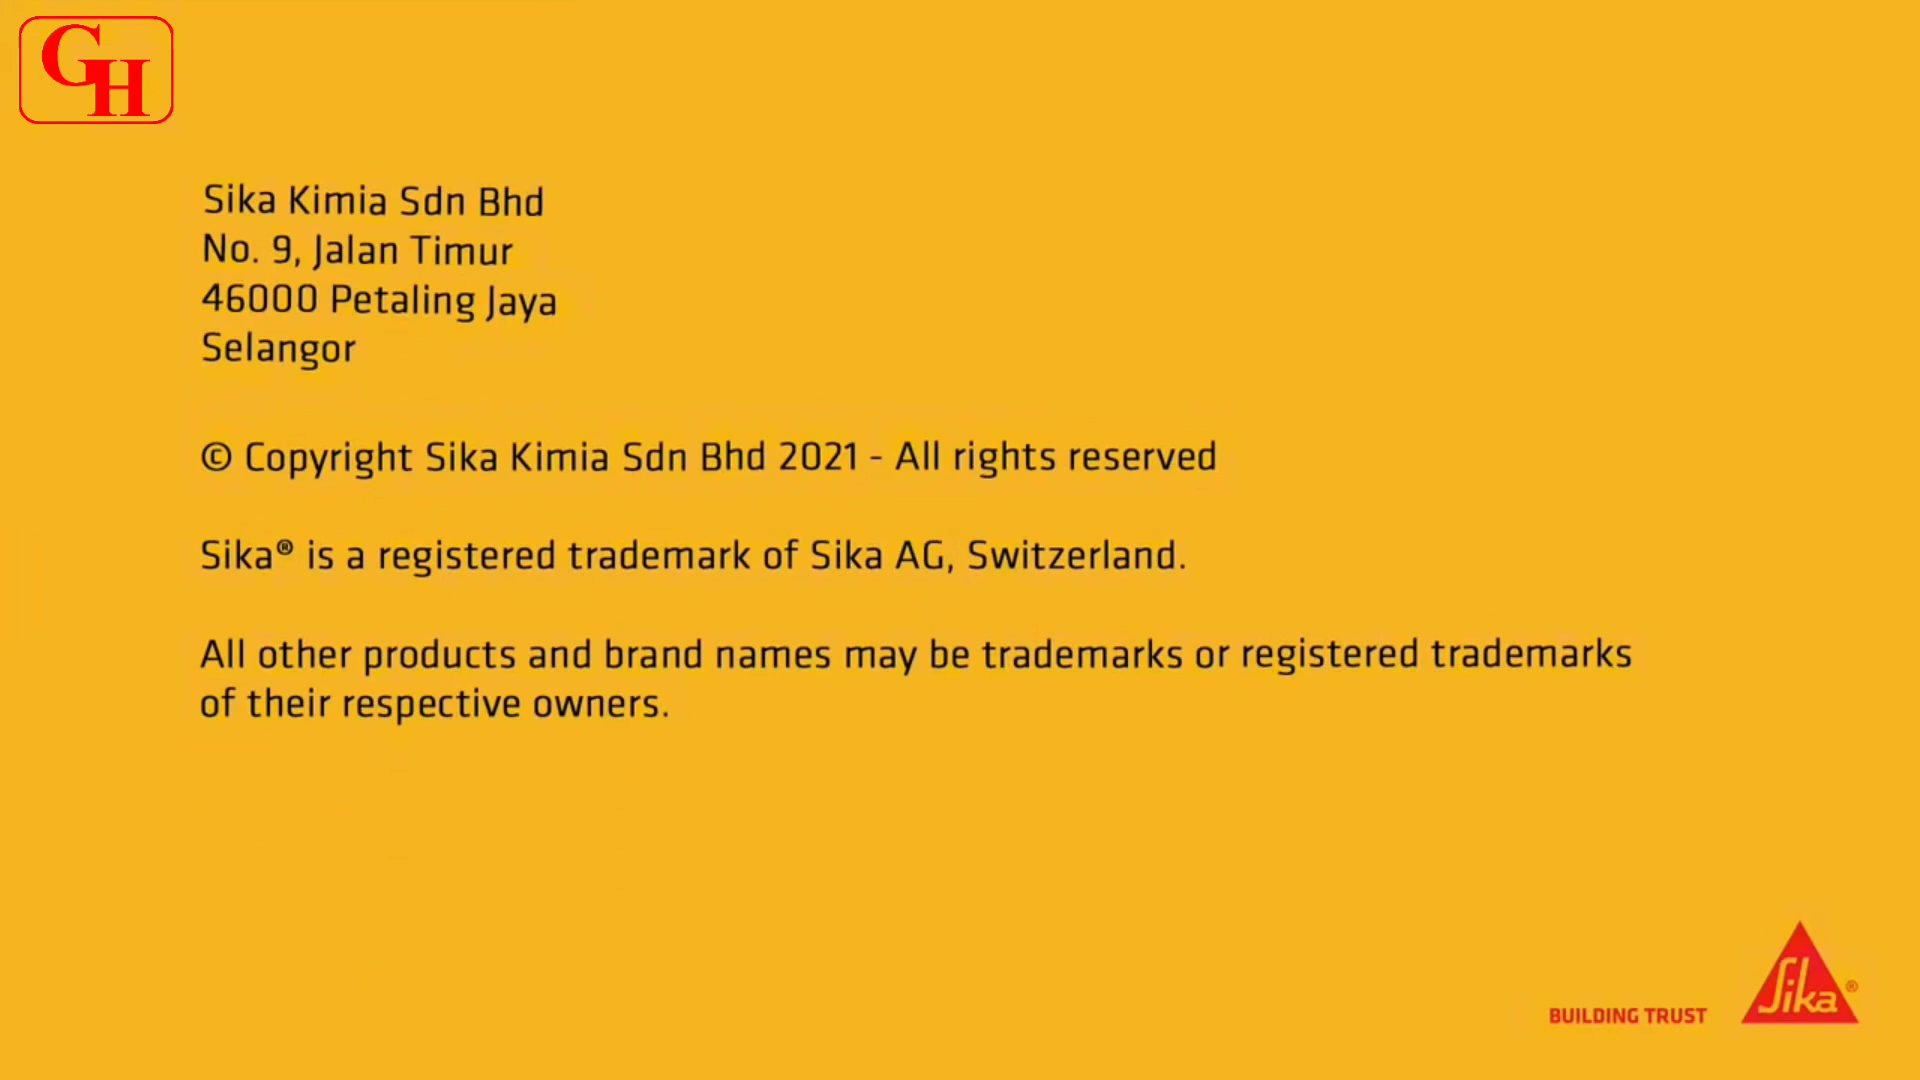 GH
Sika Kimia Sdn Bhd
No. 9, Jalan Timur
46000 Petaling Jaya
Selangor
© Copyright Sika Kimia Sdn Bhd 2021 - All rights reserved
Sika® is a registered trademark of Sika AG, Switzerland.
All other products and brand names may be trademarks or registered trademarks
of their respective owners.
BUILDING TRUST
Sika®